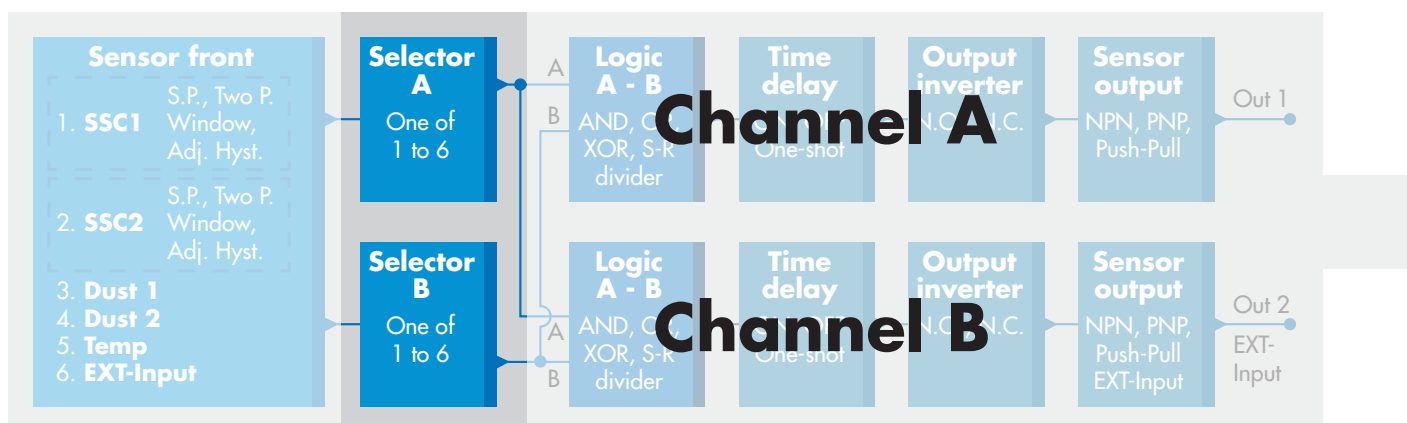 Sensor front
1. SSC1
S.P., Two P.
Window,
Adj. Hyst.
2. SSC2
S.P., Two P.
Window,
Adj. Hyst.
3. Dust 1
4. Dust 2
5. Temp
6. EXT-Input
Selector
A
One of
1 to 6
A
B
Logic
A - B
AND, OR,
XOR, S-R
divider
Time
delay
One-shot
Output
inverter
N.C.
Sensor
output
NPN, PNP,
Push-Pull
Out 1
Channel A
Selector
B
One of
1 to 6
A
B
Logic
A - B
AND, OR,
XOR, S-R
divider
Time
delay
One-shot
Output
inverter
N.C.
Sensor
output
NPN, PNP,
Push-Pull
EXT-Input
Out 2
EXT-
Input
Channel B